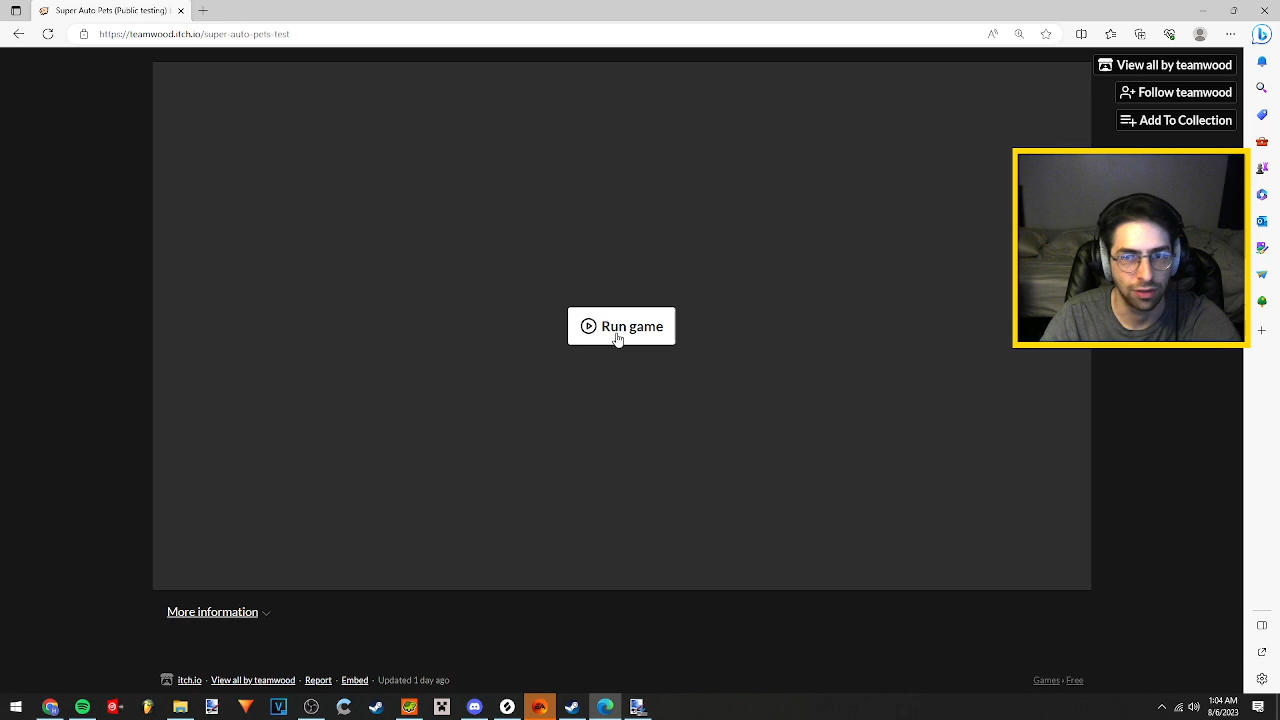 Super Auto Pets (Public testing)
https://teamwood.itch.io/super-auto-pets-test
View all by teamwood
Follow teamwood
Add To Collection
Run game
More information
itch.io · View all by teamwood · Report · Embed · Updated 1 day ago
Games › Free
1:04 AM
8/6/2023